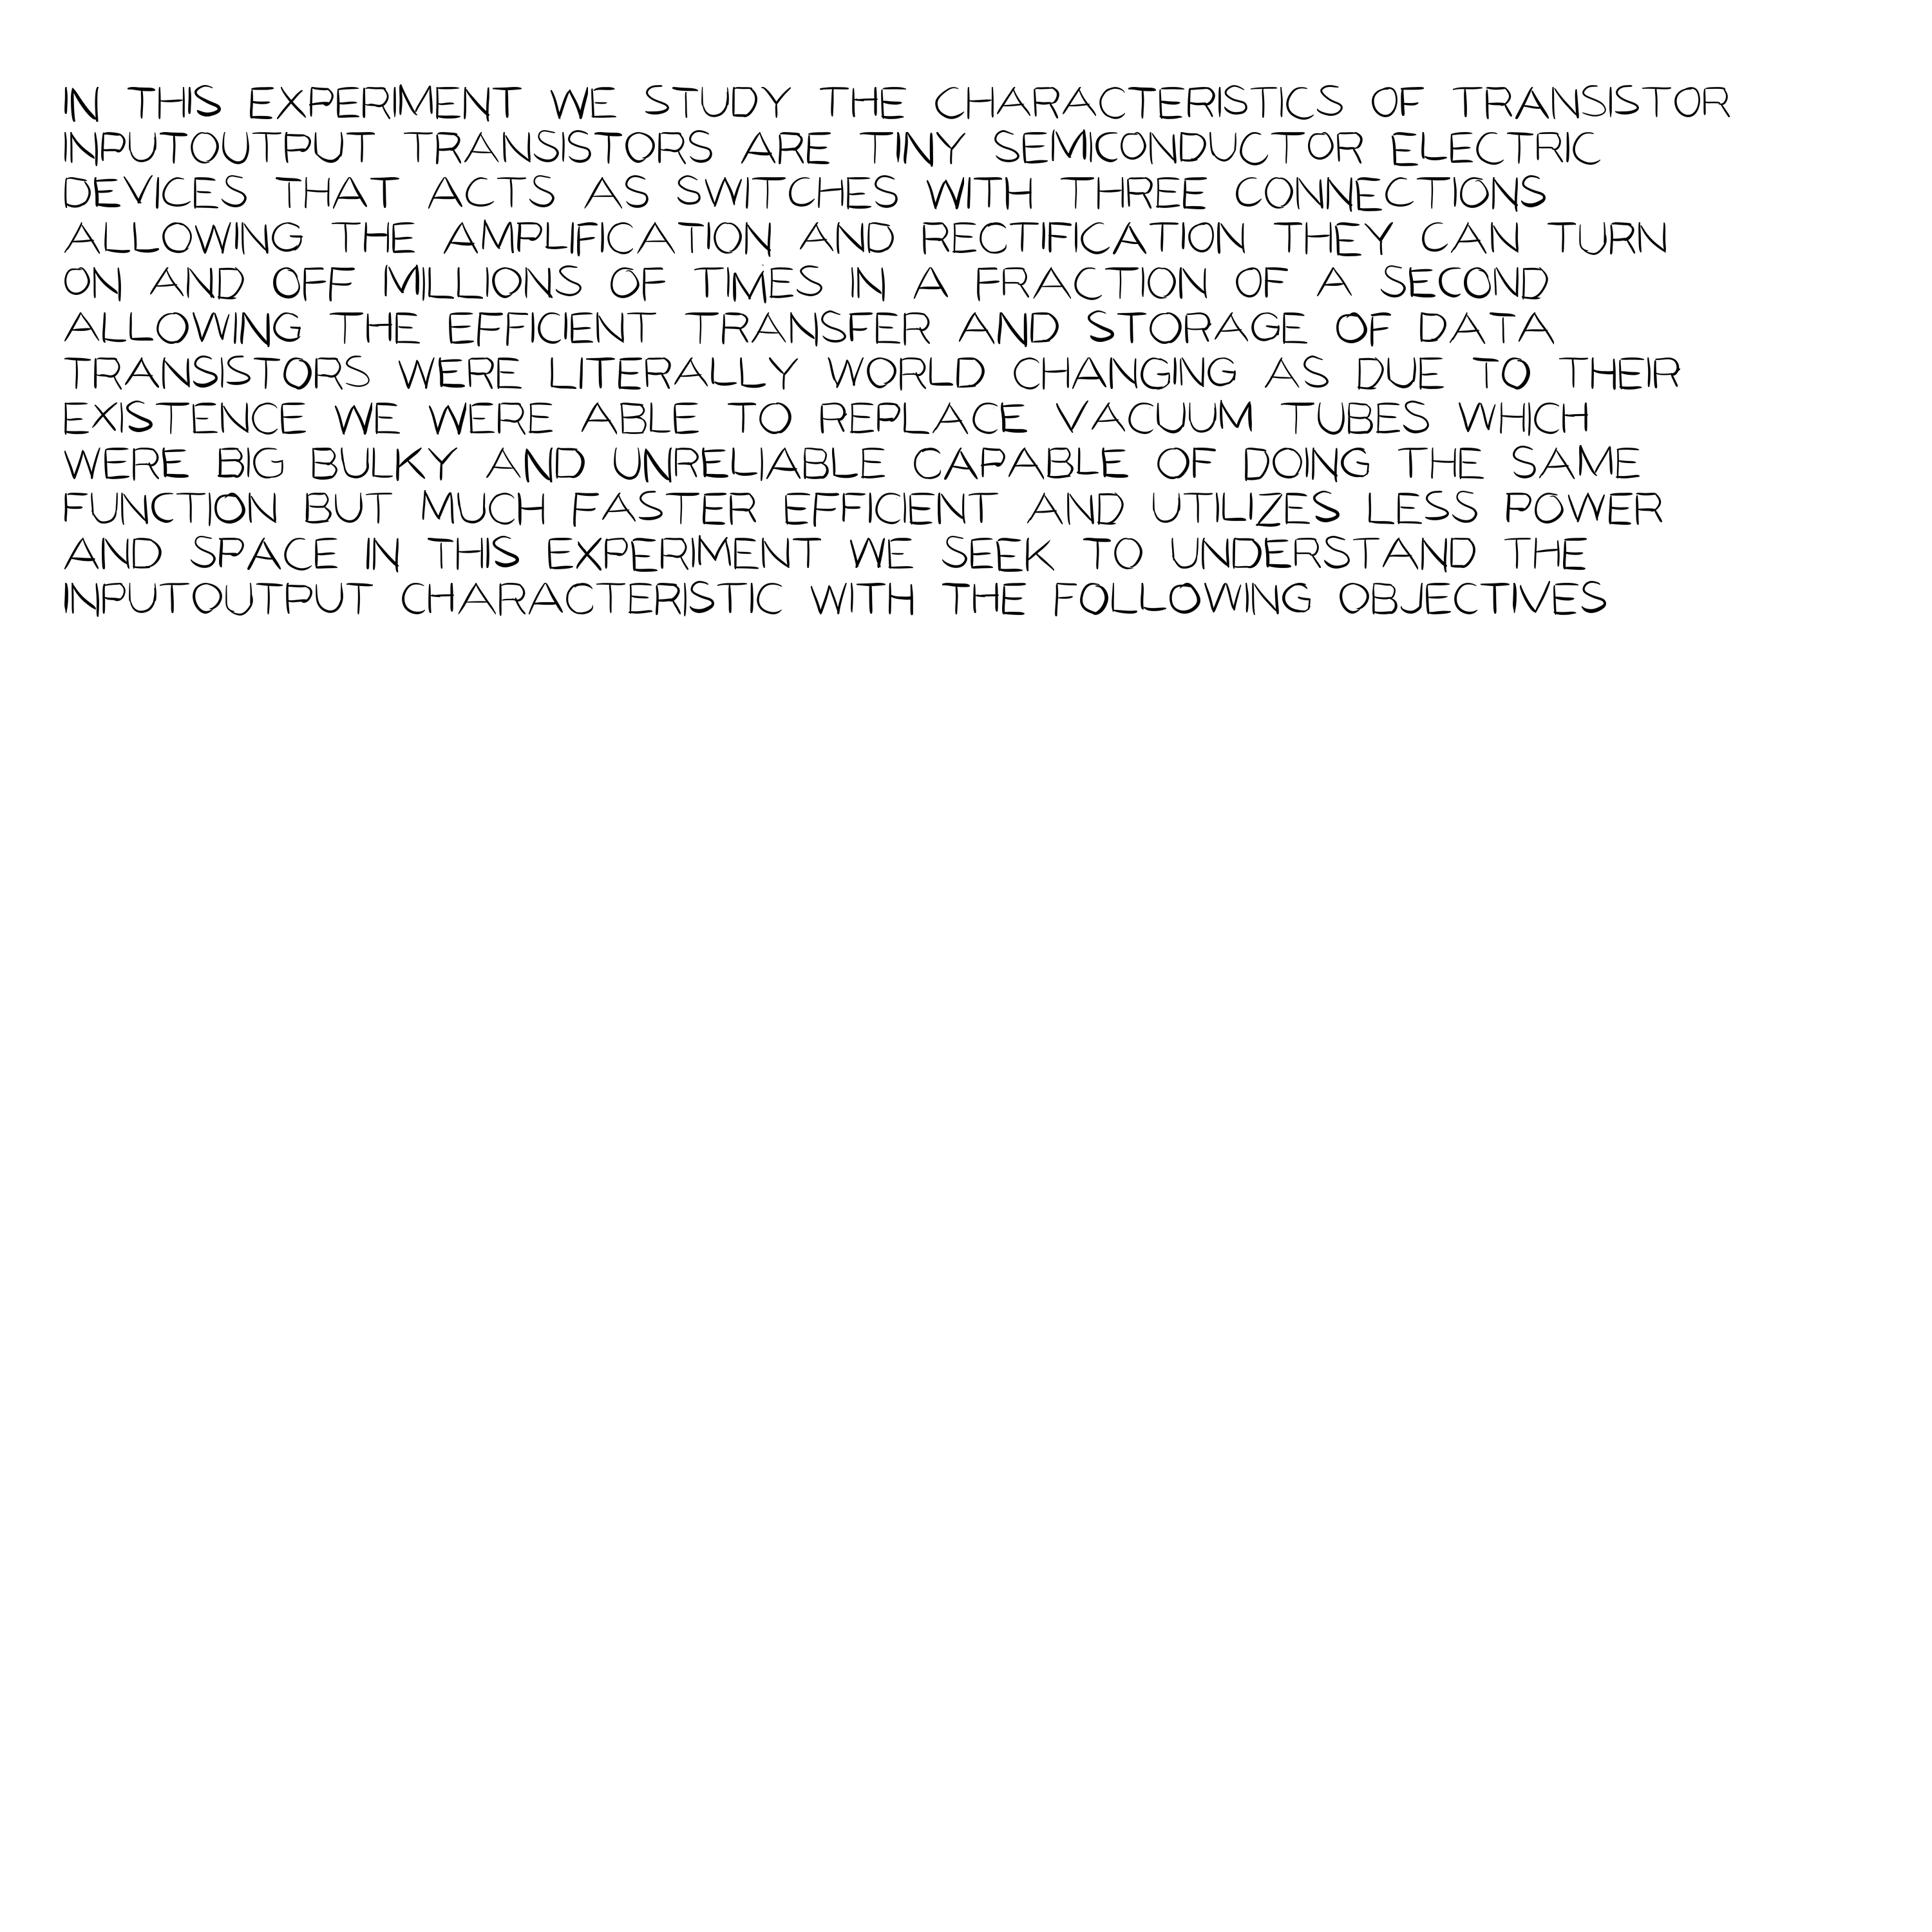 IN THIS EXPERIMENT WE STUDY THE CHARACTERISTICS OF TRANSISTOR
INPUTOUTPUT TRANSISTORS ARE TINY SEMICONDUCTOR ELECTRIC
DEVICES THAT ACTS AS SWITCHES WITH THREE CONNECTIONS
ALLOWING THE AMPLIFICATION AND RECTIFICATION THEY CAN TURN
ON AND OFF MILLIONS OF TIMES IN A FRACTION OF A SECOND
ALLOWING THE EFFICIENT TRANSFER AND STORAGE OF DATA
TRANSISTORS WERE LITERALLY WORLD CHANGING AS DUE TO THEIR
EXISTENCE WE WERE ABLE TO REPLACE VACUUM TUBES WHICH
WERE BIG BULKY AND UNRELIABLE CAPABLE OF DOING THE SAME
FUNCTION BUT MUCH FASTER EFFICIENT AND UTILIZES LESS POWER
AND SPACE IN THIS EXPERIMENT WE SEEK TO UNDERSTAND THE
INPUTOUTPUT CHARACTERISTIC WITH THE FOLLOWING OBJECTIVES